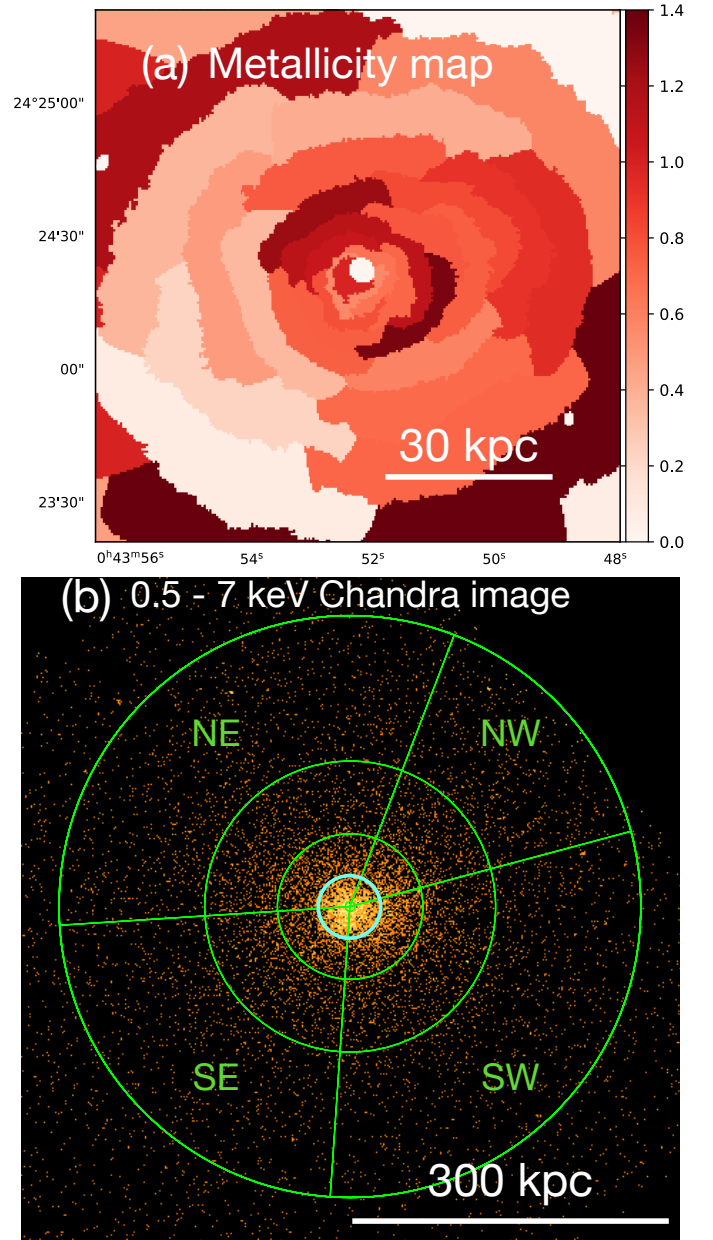 (a) Metallicity map
1.4
1.2
1.0
0.8
0.6
0.4
0.2
0.0
24°25'00"
24'30"
00"
23'30"
30 kpc
0ʰ43ᵐ56ˢ 54ˢ 52ˢ 50ˢ 48ˢ
(b) 0.5 - 7 keV Chandra image
NE NW
SE SW
300 kpc